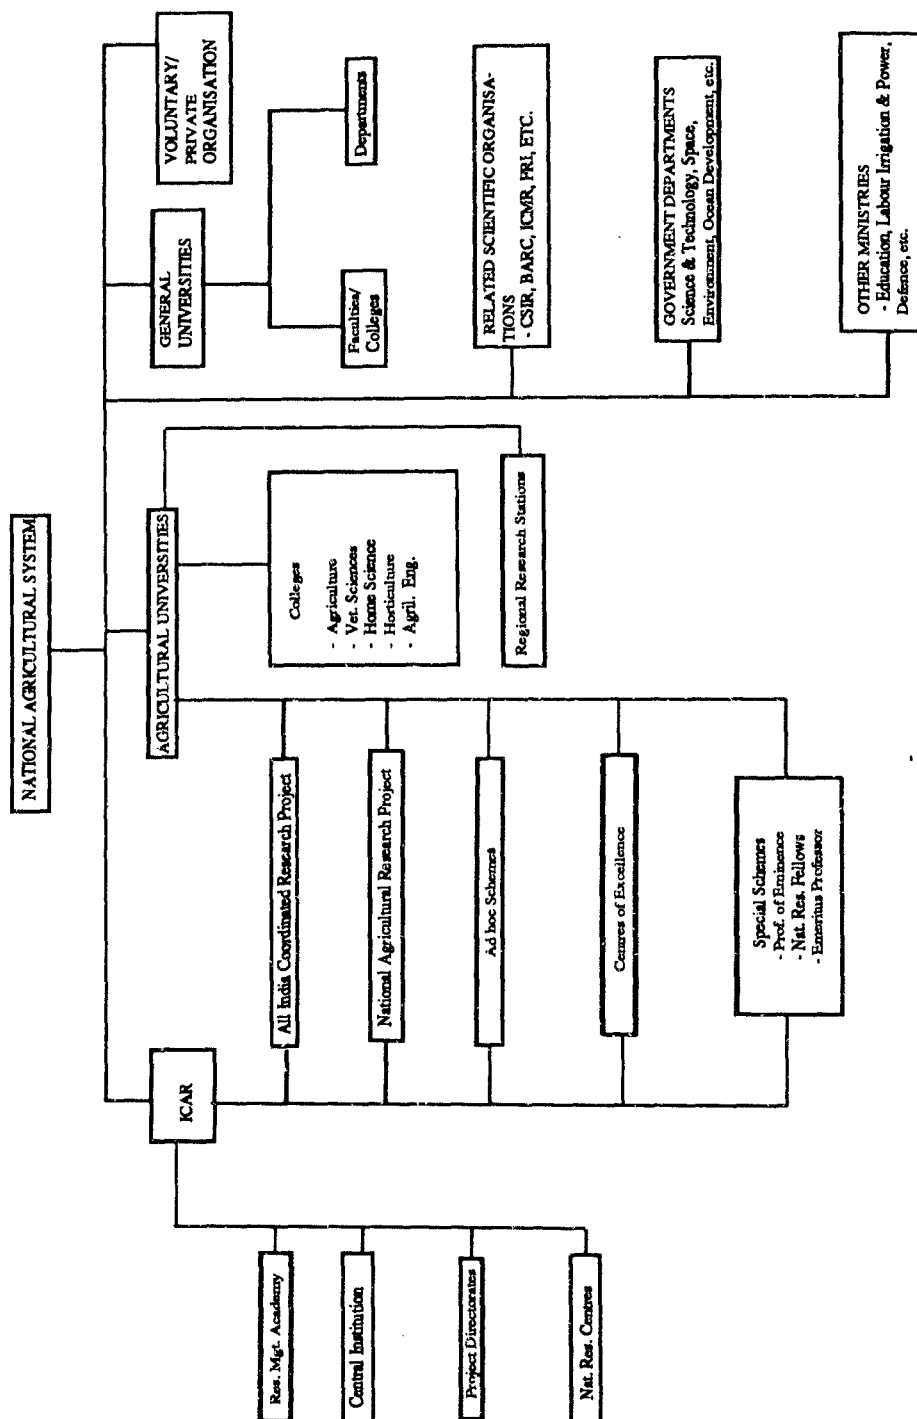 NATIONAL AGRICULTURAL SYSTEM
ICAR
AGRICULTURAL UNIVERSITIES
GENERAL
UNIVERSITIES
VOLUNTARY/
PRIVATE
ORGANISATION
Res. Mgt. Academy
Central Institution
Project Directorates
Nat. Res. Centres
All India Coordinated Research Project
National Agricultural Research Project
Ad hoc Schemes
Centres of Excellence
Special Schemes
- Prof. of Eminence
- Nat. Res. Fellows
- Emeritus Professor
Colleges
- Agriculture
- Vet. Sciences
- Home Science
- Horticulture
- Agril. Eng.
Regional Research Stations
Faculties/
Colleges
Departments
RELATED SCIENTIFIC ORGANISA-
TIONS
- CSIR, BARC, ICMR, FRI, ETC.
GOVERNMENT DEPARTMENTS
Science & Technology, Space,
Environment, Ocean Development, etc.
OTHER MINISTRIES
- Education, Labour Irrigation & Power,
Defence, etc.